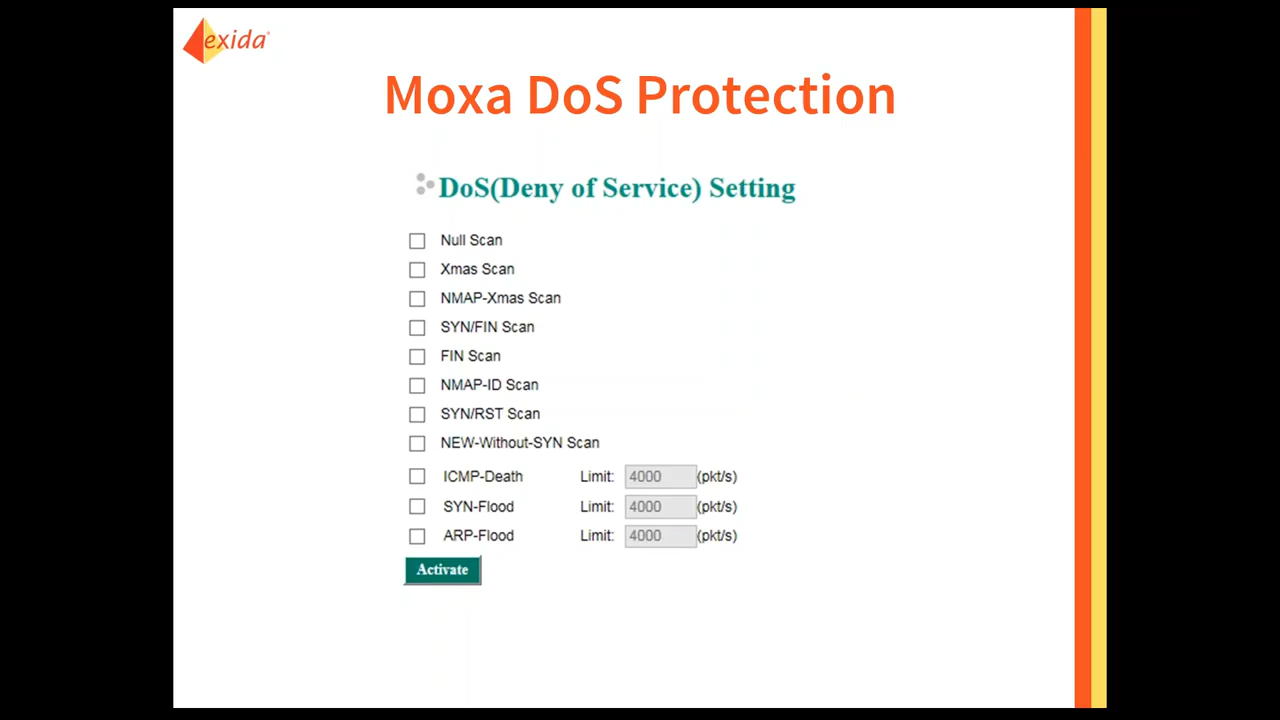 exida
Moxa DoS Protection
DoS(Deny of Service) Setting
Null Scan
Xmas Scan
NMAP-Xmas Scan
SYN/FIN Scan
FIN Scan
NMAP-ID Scan
SYN/RST Scan
NEW-Without-SYN Scan
ICMP-Death Limit: 4000 (pkt/s)
SYN-Flood Limit: 4000 (pkt/s)
ARP-Flood Limit: 4000 (pkt/s)
Activate